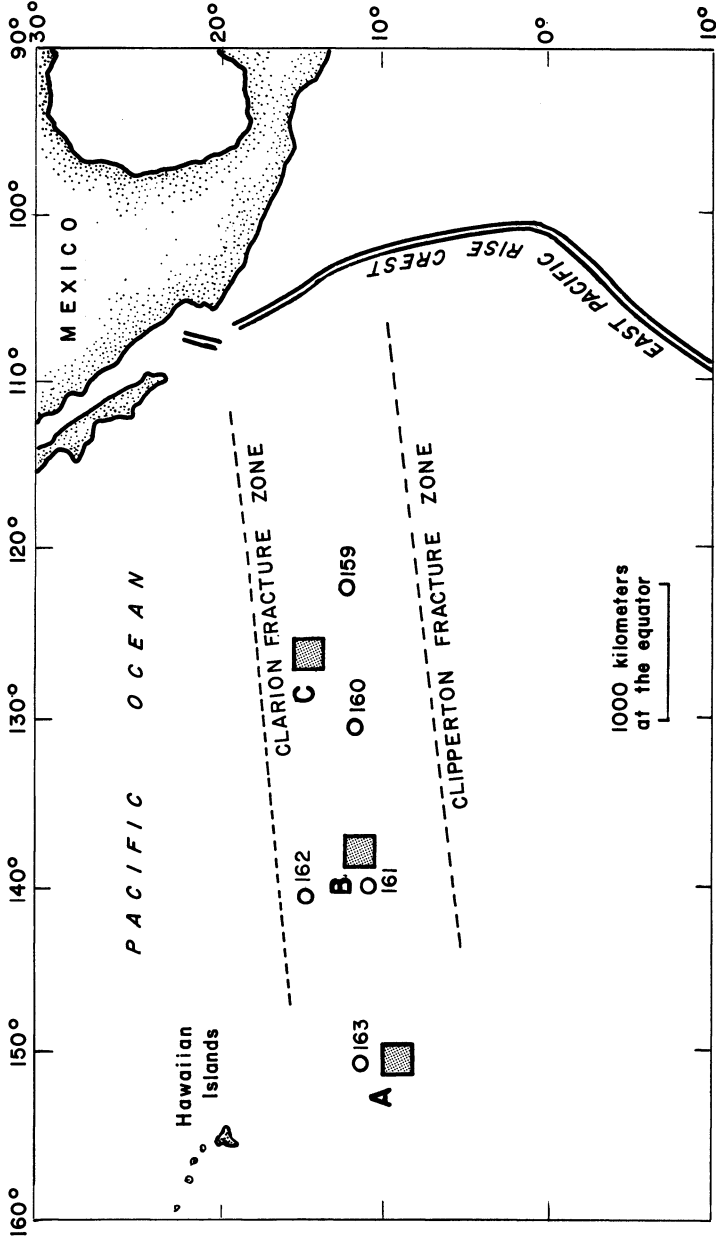 160°
150°
140°
130°
120°
110°
100°
90°
30°
20°
10°
0°
10°
MEXICO
PACIFIC OCEAN
Hawaiian
Islands
CLARION FRACTURE ZONE
CLIPPERTON FRACTURE ZONE
EAST PACIFIC RISE CREST
163
A
162
B
161
160
C
159
1000 kilometers
at the equator